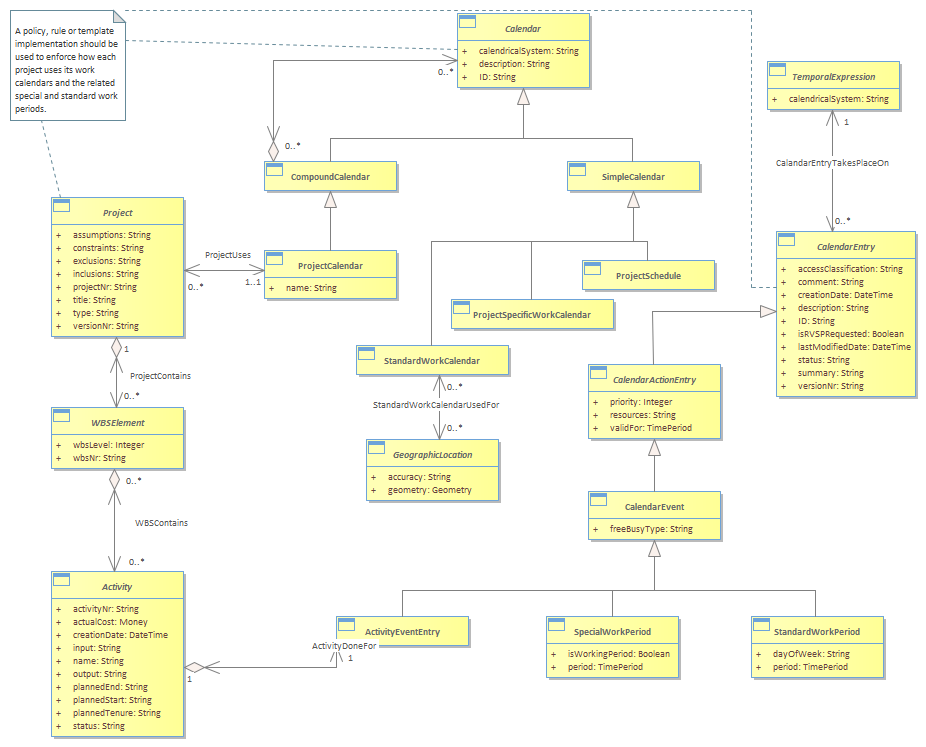 A policy, rule or template
implementation should be
used to enforce how each
project uses its work
calendars and the related
special and standard work
periods.
Calendar
+ calendricalSystem: String
+ description: String
+ ID: String
0..*
0..*
TemporalExpression
+ calendricalSystem: String
1
CalandarEntryTakesPlaceOn
0..*
CompoundCalendar
SimpleCalendar
Project
+ assumptions: String
+ constraints: String
+ exclusions: String
+ inclusions: String
+ projectNr: String
+ title: String
+ type: String
+ versionNr: String
ProjectUses
0..*
1..1
ProjectCalendar
+ name: String
ProjectSchedule
ProjectSpecificWorkCalendar
StandardWorkCalendar
0..*
StandardWorkCalendarUsedFor
0..*
GeographicLocation
+ accuracy: String
+ geometry: Geometry
CalendarEntry
+ accessClassification: String
+ comment: String
+ creationDate: DateTime
+ description: String
+ ID: String
+ isRVSPRequested: Boolean
+ lastModifiedDate: DateTime
+ status: String
+ summary: String
+ versionNr: String
CalendarActionEntry
+ priority: Integer
+ resources: String
+ validFor: TimePeriod
CalendarEvent
+ freeBusyType: String
1
ProjectContains
0..*
WBSElement
+ wbsLevel: Integer
+ wbsNr: String
0..*
WBSContains
0..*
Activity
+ activityNr: String
+ actualCost: Money
+ creationDate: DateTime
+ input: String
+ name: String
+ output: String
+ plannedEnd: String
+ plannedStart: String
+ plannedTenure: String
+ status: String
1
ActivityEventEntry
ActivityDoneFor
1
SpecialWorkPeriod
+ isWorkingPeriod: Boolean
+ period: TimePeriod
StandardWorkPeriod
+ dayOfWeek: String
+ period: TimePeriod